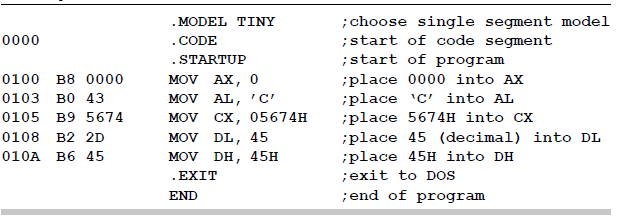 .MODEL TINY ;choose single segment model
0000 .CODE ;start of code segment
.STARTUP ;start of program
0100 B8 0000 MOV AX, 0 ;place 0000 into AX
0103 B0 43 MOV AL, 'C' ;place ‘C’ into AL
0105 B9 5674 MOV CX, 05674H ;place 5674H into CX
0108 B2 2D MOV DL, 45 ;place 45 (decimal) into DL
010A B6 45 MOV DH, 45H ;place 45H into DH
.EXIT ;exit to DOS
END ;end of program